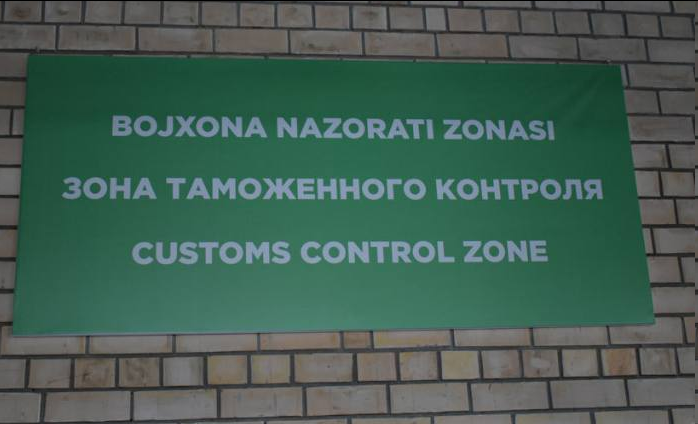 BOJXONA NAZORATI ZONASI
ЗОНА ТАМОЖЕННОГО КОНТРОЛЯ
CUSTOMS CONTROL ZONE